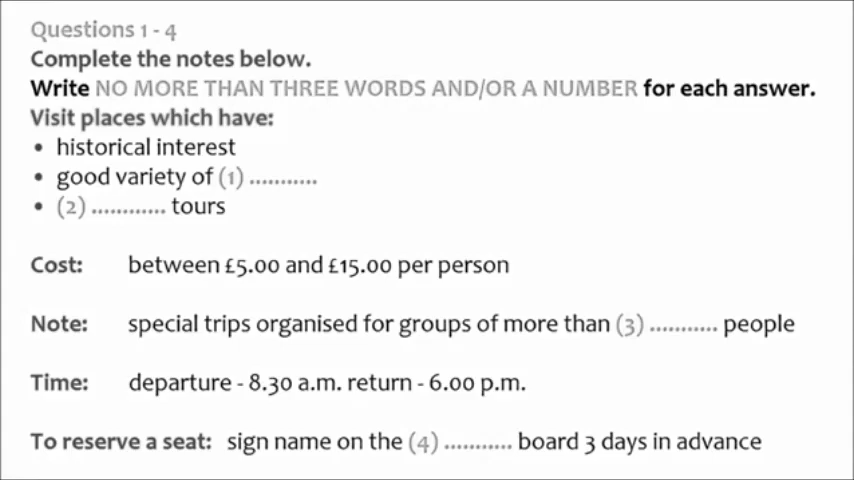 Questions 1 - 4
Complete the notes below.
Write NO MORE THAN THREE WORDS AND/OR A NUMBER for each answer.
Visit places which have:
• historical interest
• good variety of (1) ...........
• (2) ............ tours
Cost: between £5.00 and £15.00 per person
Note: special trips organised for groups of more than (3) ........... people
Time: departure - 8.30 a.m. return - 6.00 p.m.
To reserve a seat: sign name on the (4) ........... board 3 days in advance